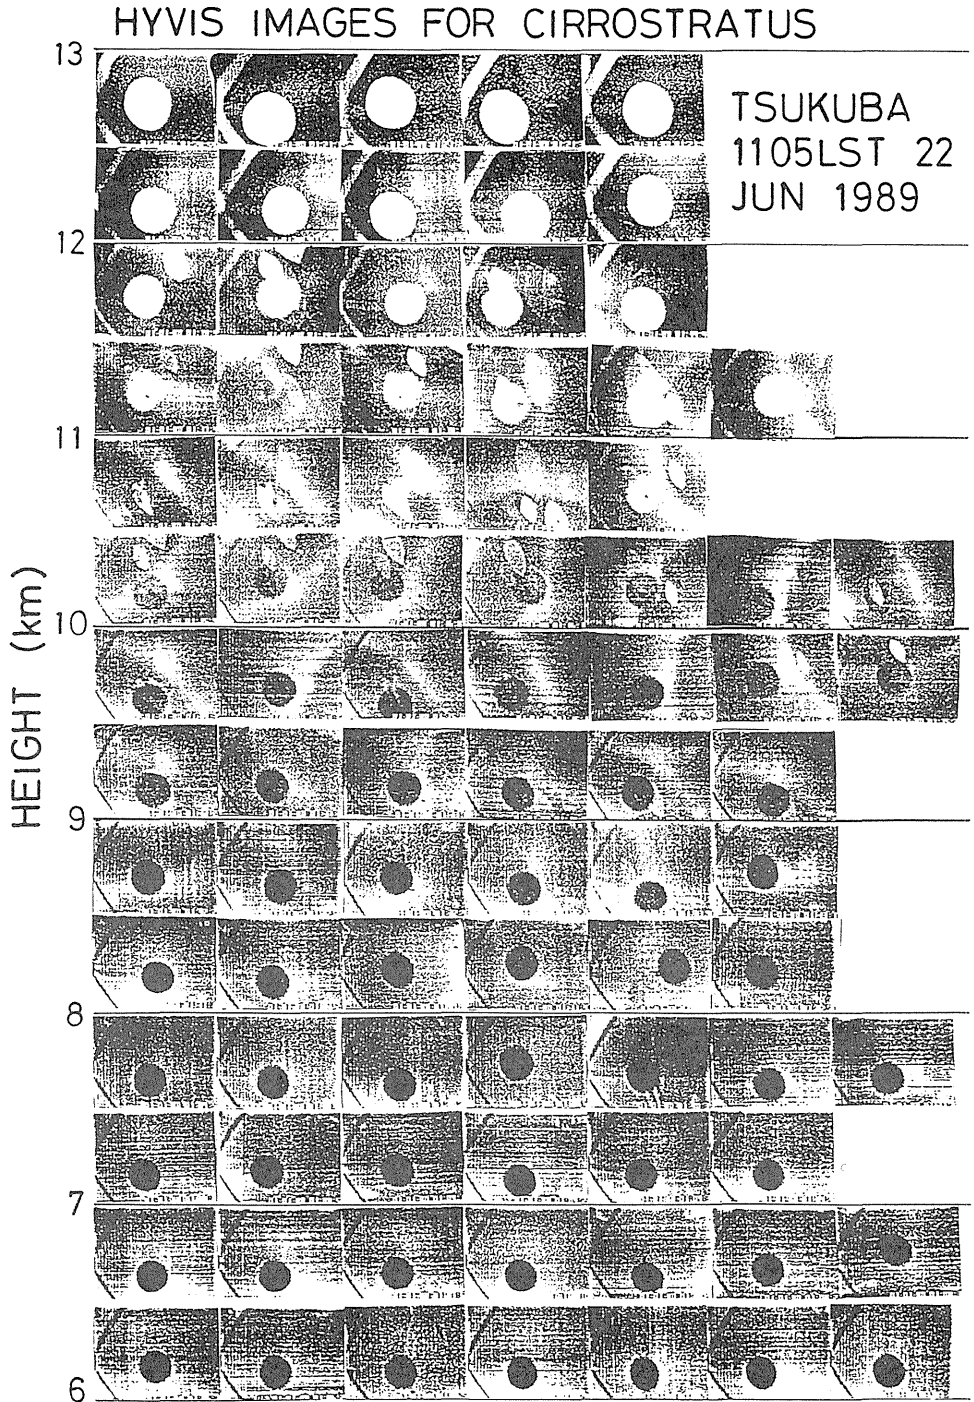 HYVIS IMAGES FOR CIRROSTRATUS
TSUKUBA
1105LST 22
JUN 1989
HEIGHT (km)
13
12
11
10
9
8
7
6